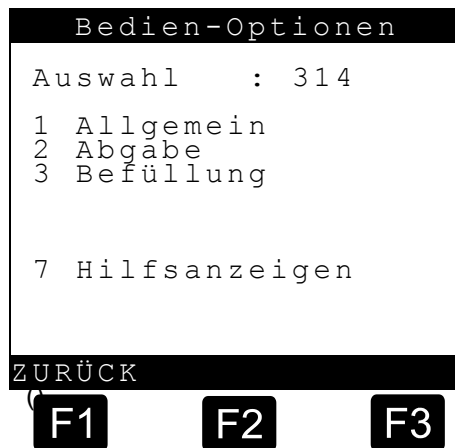 Bedien-Optionen
Auswahl : 314
1 Allgemein
2 Abgabe
3 Befüllung
7 Hilfsanzeigen
ZURÜCK
F1 F2 F3